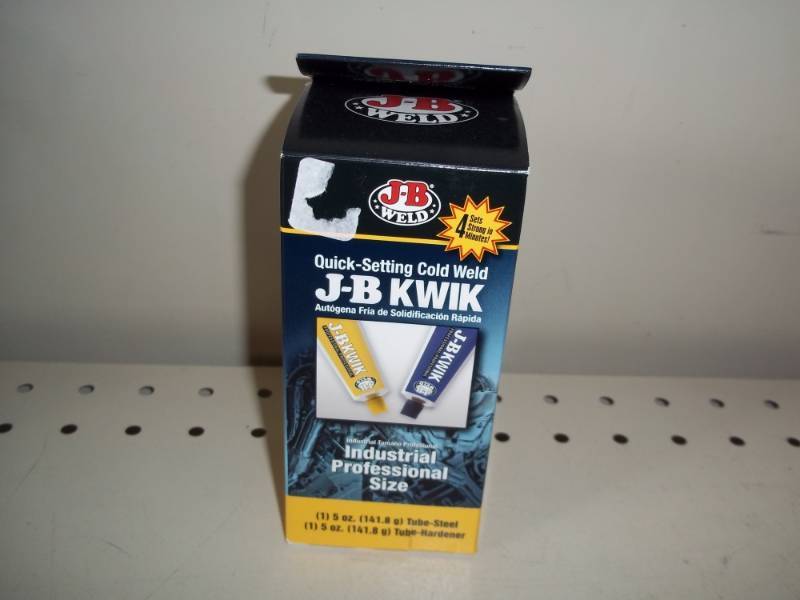 J-B
WELD
J-B
WELD
4 Sets
Strong in
Minutes!
Quick-Setting Cold Weld
J-B KWIK
Autógena Fría de Solidificación Rápida
J-B KWIK
J-B KWIK
Industrial Tamaño Profesional
Industrial
Professional
Size
(1) 5 oz. (141.8 g) Tube-Steel
(1) 5 oz. (141.8 g) Tube-Hardener